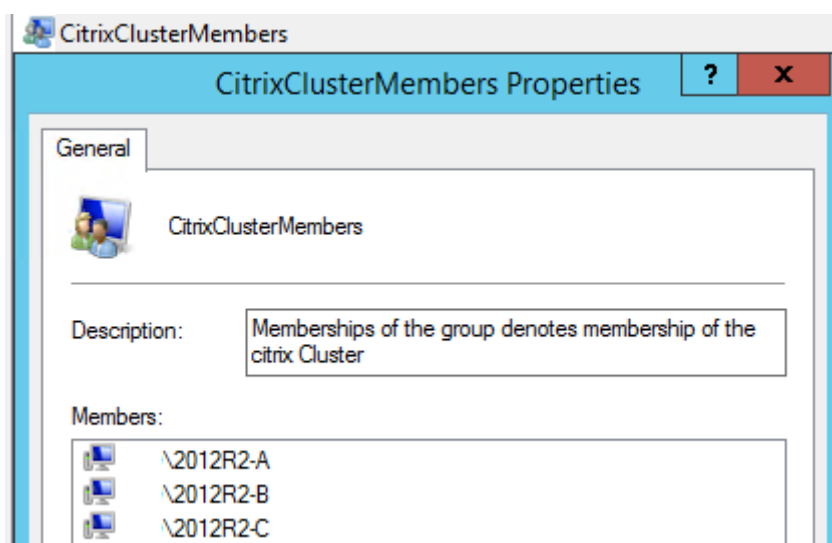 CitrixClusterMembers
CitrixClusterMembers Properties
?
x
General
CitrixClusterMembers
Description:
Memberships of the group denotes membership of the
citrix Cluster
Members:
\2012R2-A
\2012R2-B
\2012R2-C